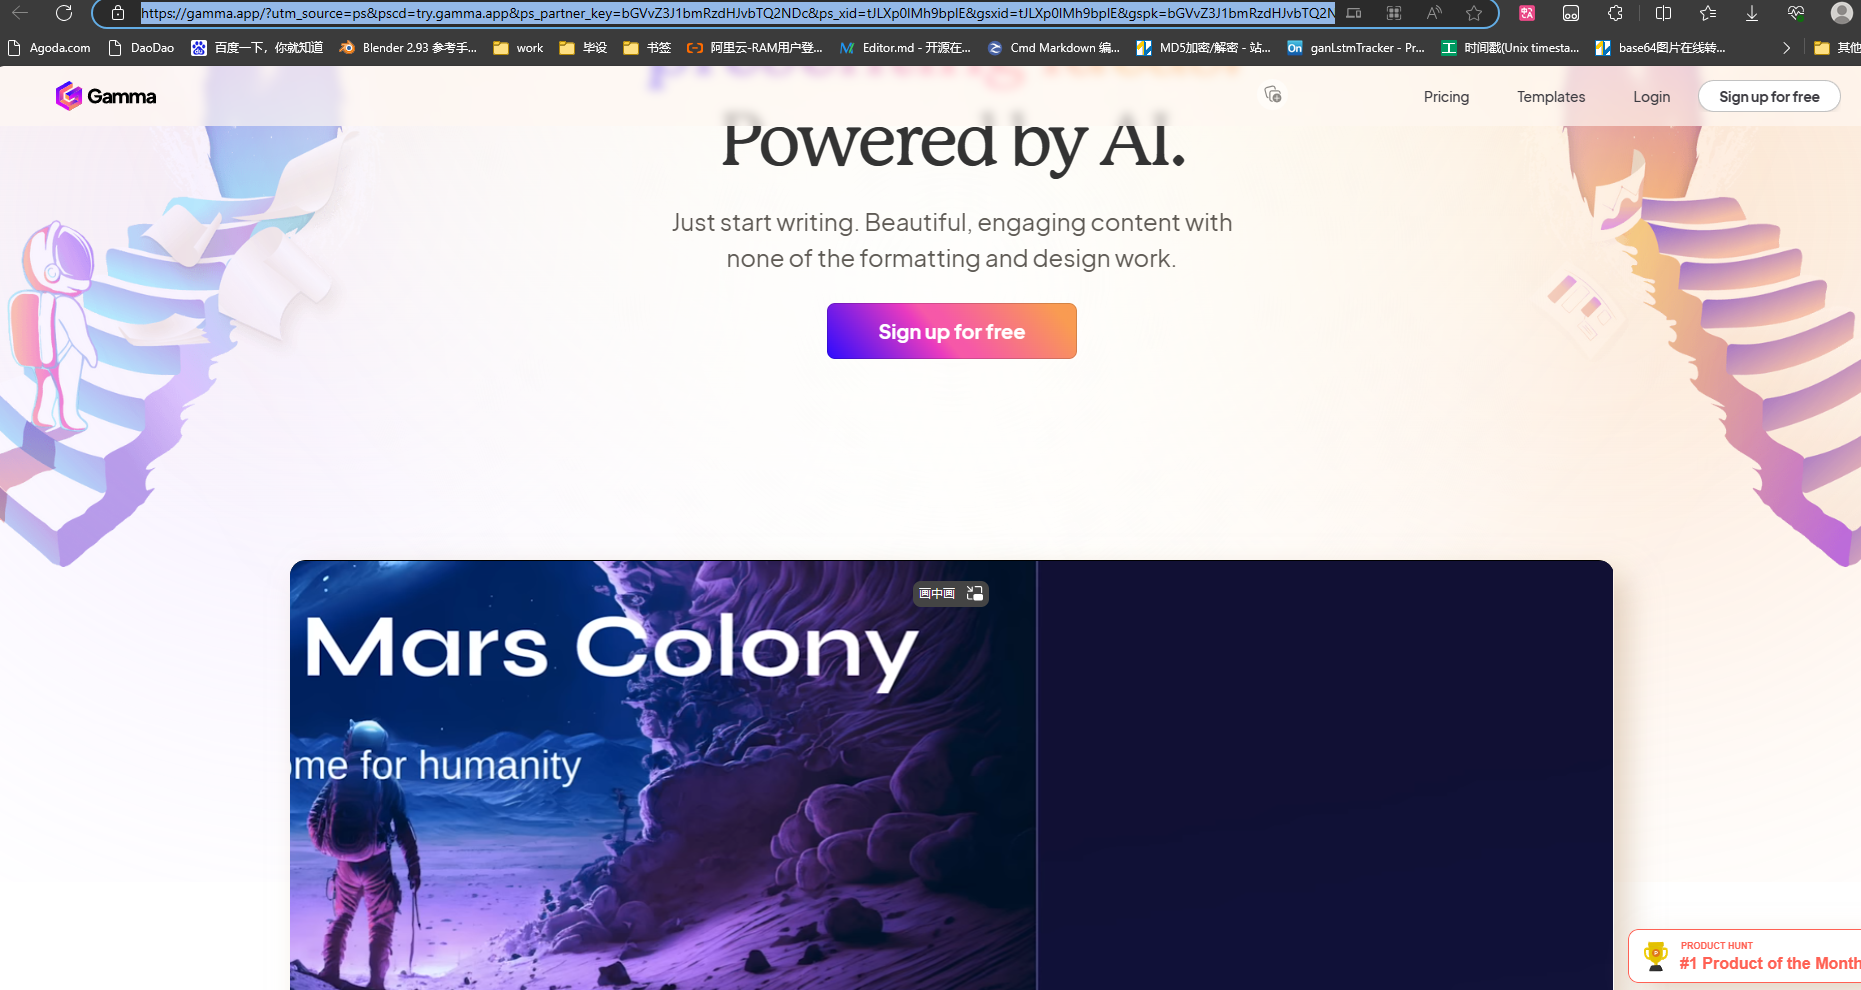 https://gamma.app/?utm_source=ps&pscd=try.gamma.app&ps_partner_key=bGVvZ3J1bmRzdHJvbTQ2NDc&ps_xid=tJLXp0lMh9bplE&gsxid=tJLXp0lMh9bplE&gspk=bGVvZ3J1bmRzdHJvbTQ2N
Agoda.com DaoDao 百度一下，你就知道 Blender 2.93 参考手... work 毕设 书签 阿里云-RAM用户登... Editor.md - 开源在... Cmd Markdown 编... MD5加密/解密 - 站... ganLstmTracker - Pr... 时间戳(Unix timesta... base64图片在线转... 其他
Gamma Pricing Templates Login Sign up for free
Powered by AI.
Just start writing. Beautiful, engaging content with
none of the formatting and design work.
Sign up for free
画中画
Mars Colony
me for humanity
PRODUCT HUNT
#1 Product of the Month